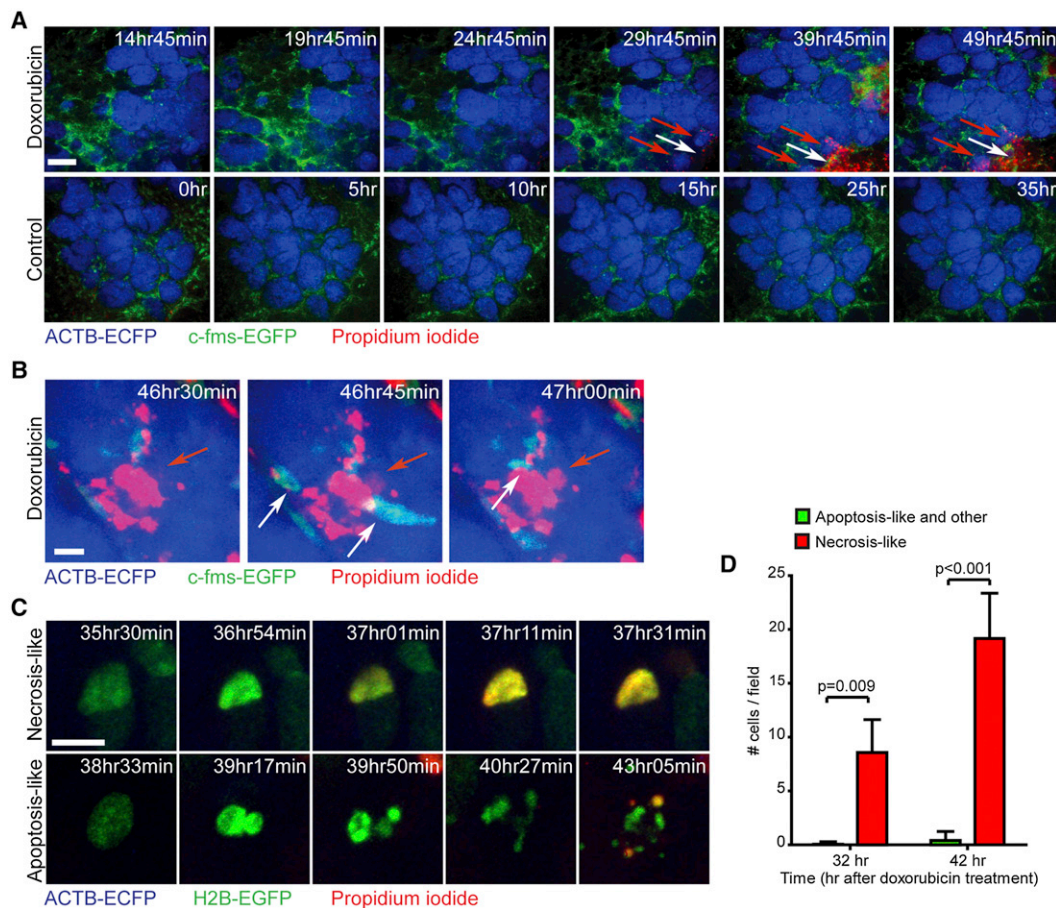 A
Doxorubicin
14hr45min 19hr45min 24hr45min 29hr45min 39hr45min 49hr45min
Control
0hr 5hr 10hr 15hr 25hr 35hr
ACTB-ECFP c-fms-EGFP Propidium iodide
B
Doxorubicin
46hr30min 46hr45min 47hr00min
ACTB-ECFP c-fms-EGFP Propidium iodide
C
Necrosis-like
35hr30min 36hr54min 37hr01min 37hr11min 37hr31min
Apoptosis-like
38hr33min 39hr17min 39hr50min 40hr27min 43hr05min
ACTB-ECFP H2B-EGFP Propidium iodide
Apoptosis-like and other
Necrosis-like
D
# cells / field
25
20
15
10
5
0
p=0.009
p<0.001
32 hr 42 hr
Time (hr after doxorubicin treatment)